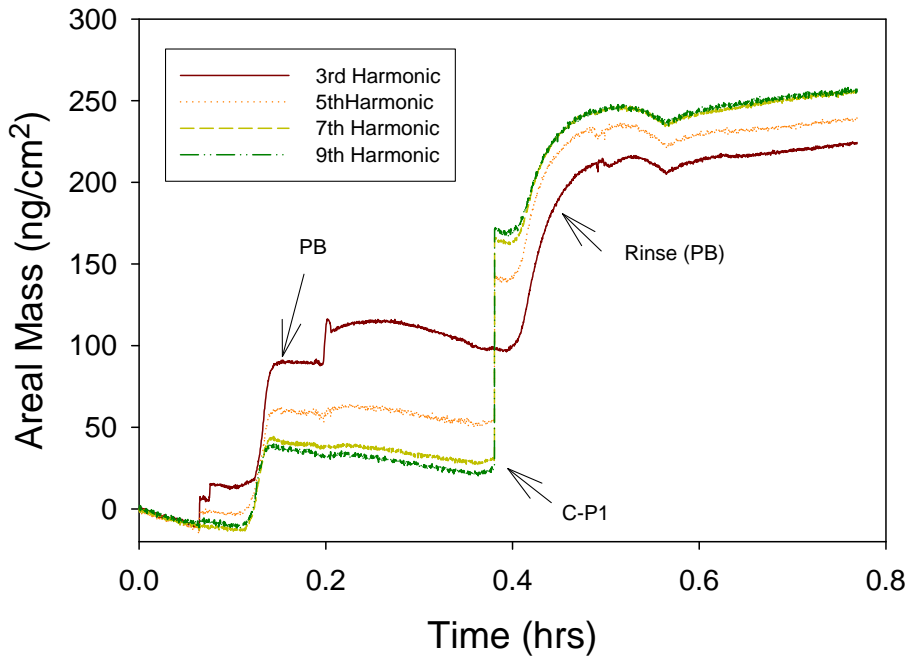 300
250
200
150
100
50
0
Areal Mass (ng/cm²)
3rd Harmonic
5thHarmonic
7th Harmonic
9th Harmonic
PB
Rinse (PB)
C-P1
0.0 0.2 0.4 0.6 0.8
Time (hrs)